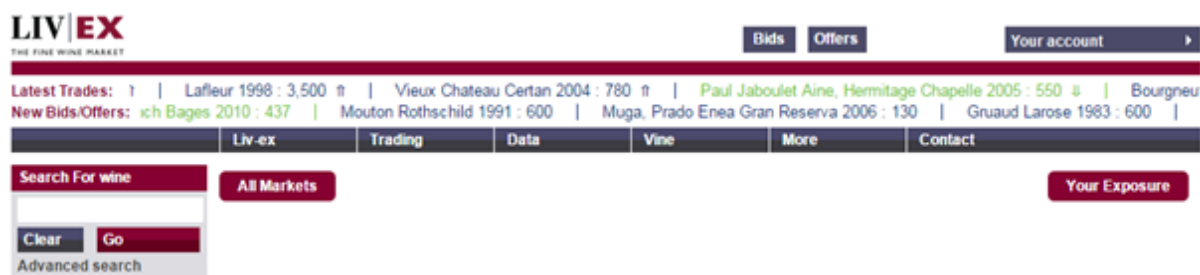 LIV|EX
THE FINE WINE MARKET
Bids Offers Your account
Latest Trades: | Lafleur 1998 : 3,500 ⇑ | Vieux Chateau Certan 2004 : 780 ⇑ | Paul Jaboulet Aine, Hermitage Chapelle 2005 : 550 ⇓ | Bourgneu
New Bids/Offers: ch Bages 2010 : 437 | Mouton Rothschild 1991 : 600 | Muga, Prado Enea Gran Reserva 2006 : 130 | Gruaud Larose 1983 : 600 |
Liv-ex Trading Data Vine More Contact
Search For wine
All Markets Your Exposure
Clear Go
Advanced search